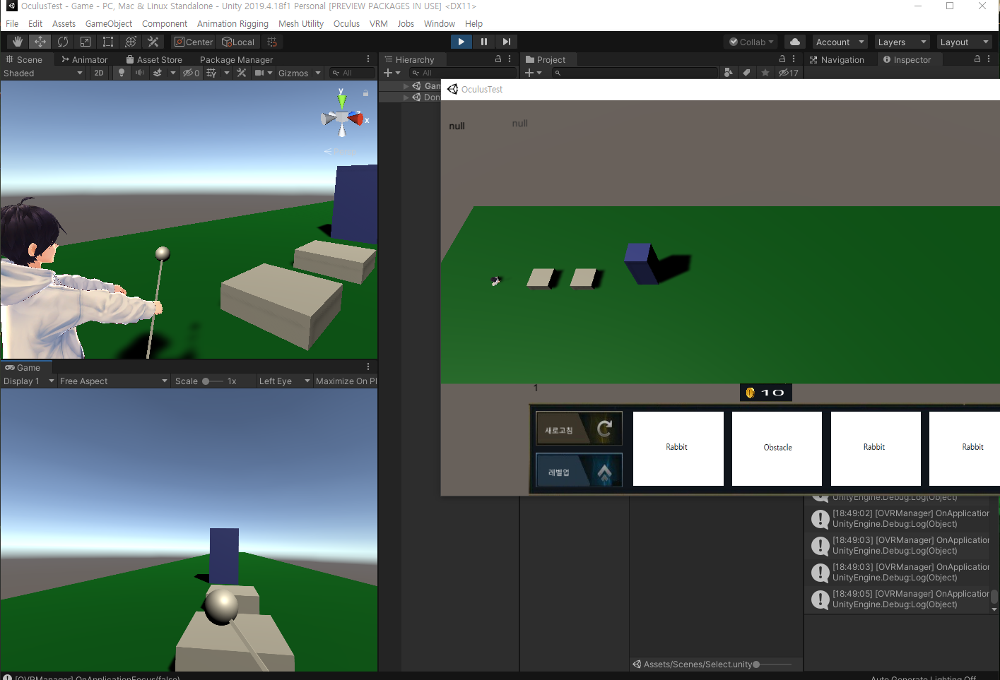 OculusTest - Game - PC, Mac & Linux Standalone - Unity 2019.4.18f1 Personal [PREVIEW PACKAGES IN USE] <DX11>
File Edit Assets GameObject Component Animation Rigging Mesh Utility Oculus VRM Jobs Window Help
Center Local Collab Account Layers Layout
Scene Animator Asset Store Package Manager
Shaded 2D 0 Gizmos All
y
x
Hierarchy
All
Gam
Don
Project
17
Navigation Inspector
OculusTest
null null
1
10
새로고침
레벨업
Rabbit Obstacle Rabbit Rabbit
Game
Display 1 Free Aspect Scale 1x Left Eye Maximize On Pl
UnityEngine.Debug:Log(Object)
[18:49:02] [OVRManager] OnApplication
UnityEngine.Debug:Log(Object)
[18:49:03] [OVRManager] OnApplication
UnityEngine.Debug:Log(Object)
[18:49:03] [OVRManager] OnApplication
UnityEngine.Debug:Log(Object)
[18:49:05] [OVRManager] OnApplication
UnityEngine.Debug:Log(Object)
Assets/Scenes/Select.unity
[OVRManager] OnApplicationFocus(false)
Auto Generate Lighting Off